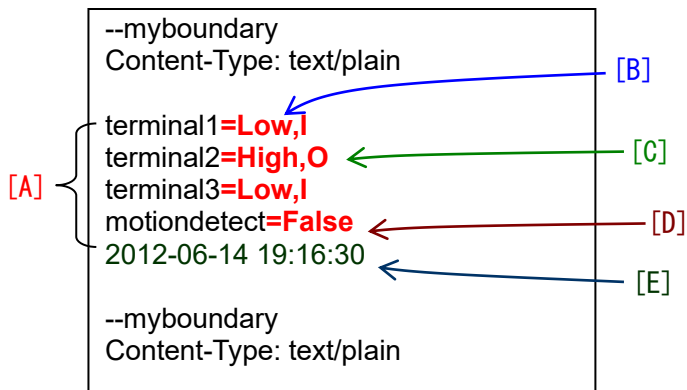 --myboundary
Content-Type: text/plain
[B]
terminal1=Low,I
terminal2=High,O
[C]
[A]
terminal3=Low,I
motiondetect=False
[D]
2012-06-14 19:16:30
[E]
--myboundary
Content-Type: text/plain